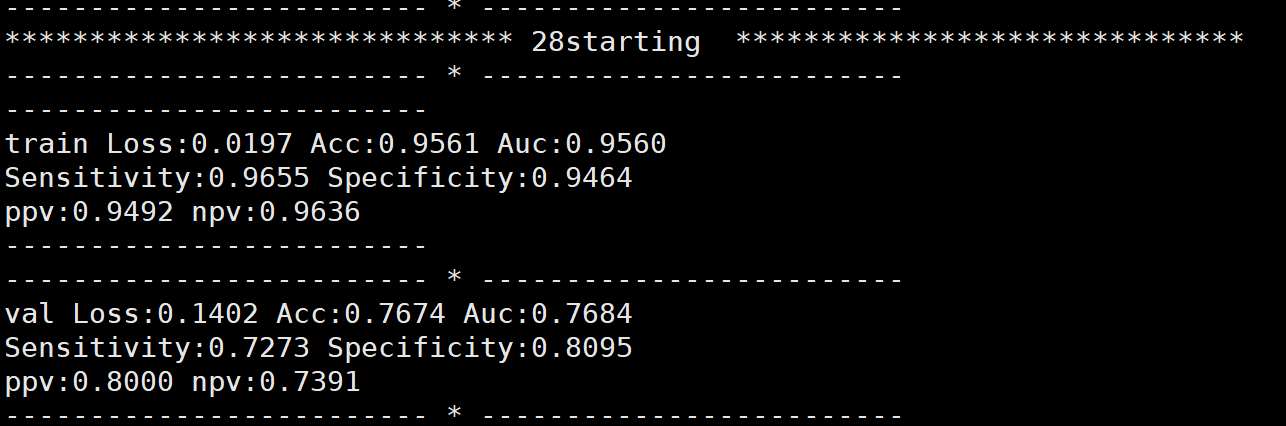 ------------------------- * -------------------------
****************************** 28starting  ******************************
------------------------- * -------------------------
-------------------------
train Loss:0.0197 Acc:0.9561 Auc:0.9560
Sensitivity:0.9655 Specificity:0.9464
ppv:0.9492 npv:0.9636
-------------------------
------------------------- * -------------------------
val Loss:0.1402 Acc:0.7674 Auc:0.7684
Sensitivity:0.7273 Specificity:0.8095
ppv:0.8000 npv:0.7391
------------------------- * -------------------------